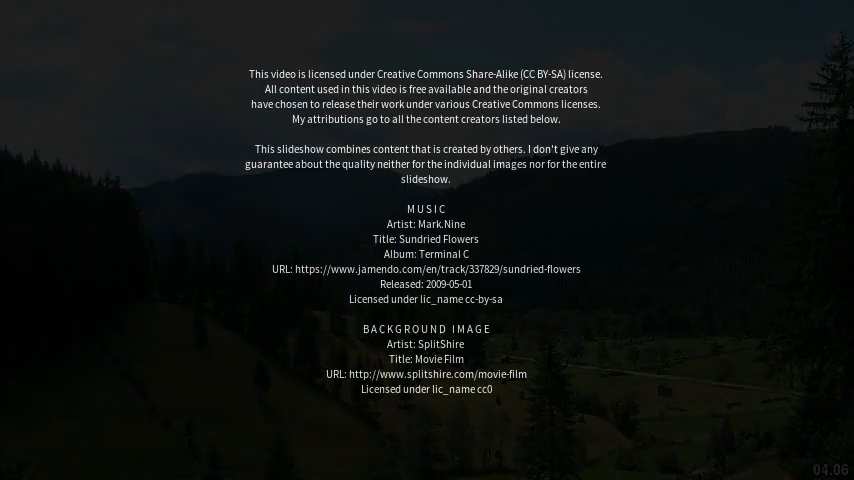 This video is licensed under Creative Commons Share-Alike (CC BY-SA) license.
All content used in this video is free available and the original creators
have chosen to release their work under various Creative Commons licenses.
My attributions go to all the content creators listed below.
This slideshow combines content that is created by others. I don't give any
guarantee about the quality neither for the individual images nor for the entire
slideshow.
MUSIC
Artist: Mark.Nine
Title: Sundried Flowers
Album: Terminal C
URL: https://www.jamendo.com/en/track/337829/sundried-flowers
Released: 2009-05-01
Licensed under lic_name cc-by-sa
BACKGROUND IMAGE
Artist: SplitShire
Title: Movie Film
URL: http://www.splitshire.com/movie-film
Licensed under lic_name cc0
04.06